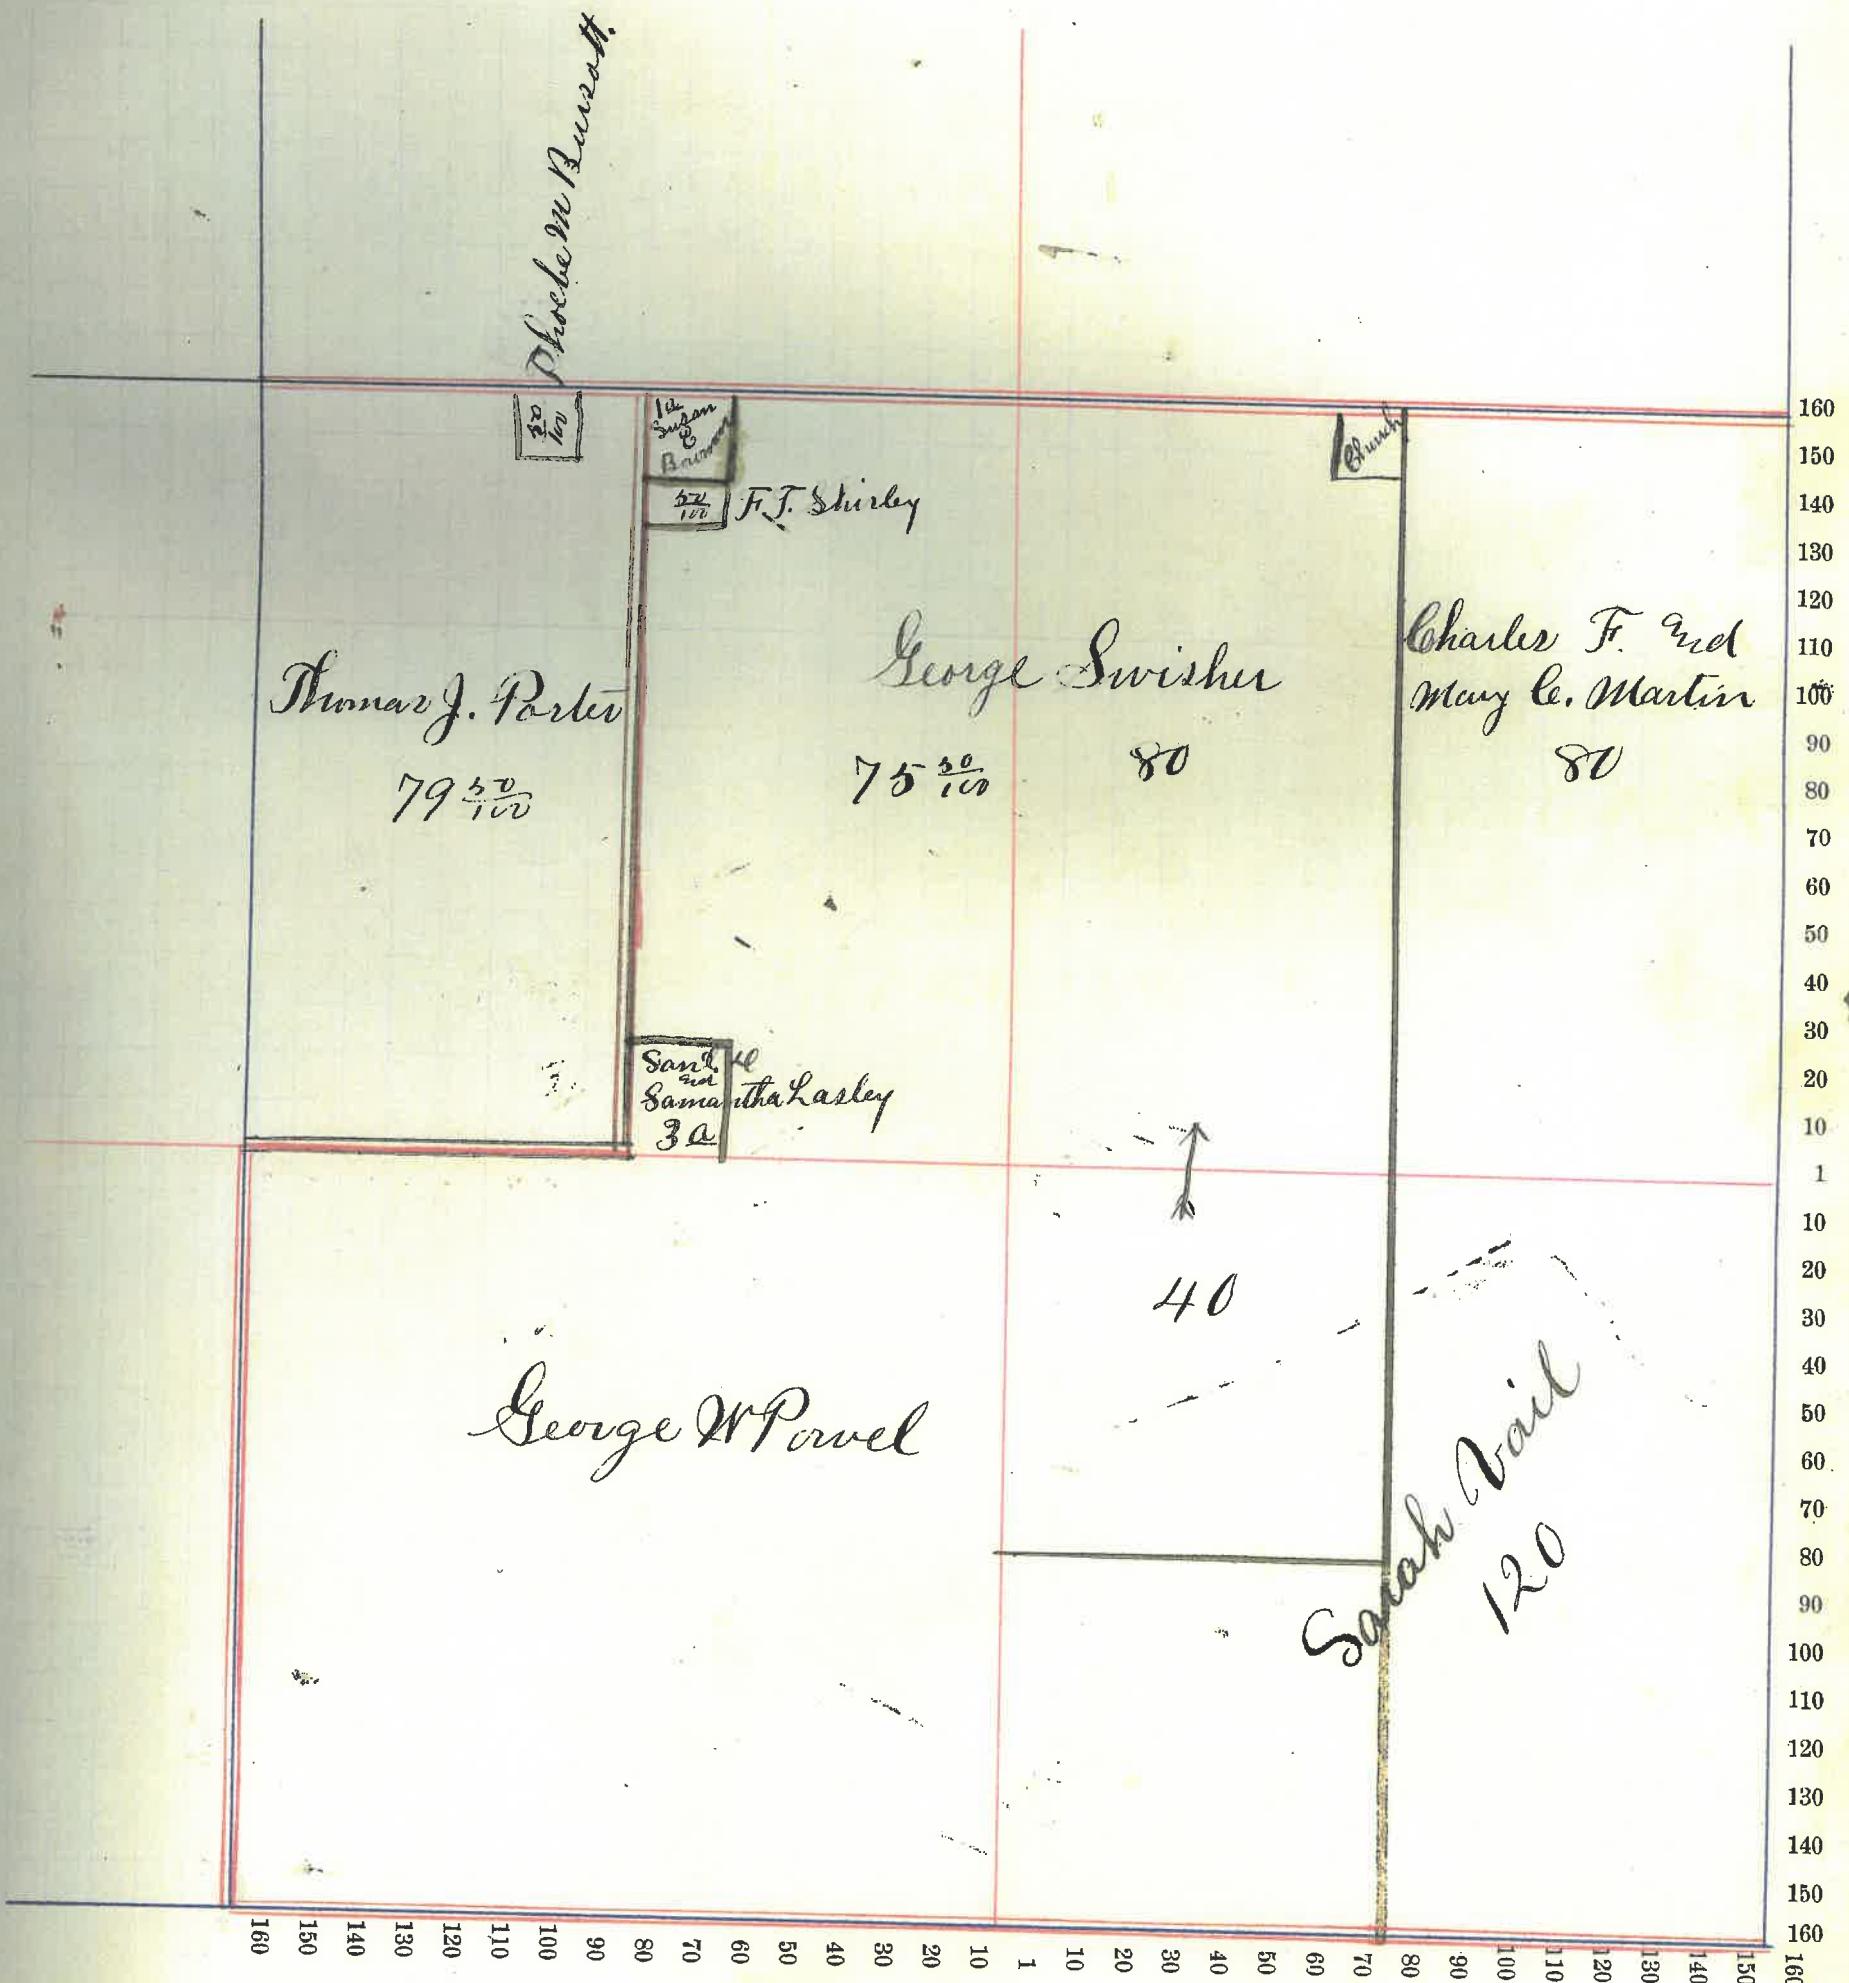 Phoebe M
50/100
1a
Susan
E
Brown
50/100
F. T. Shirley
Church
Thomas J. Porter
79 50/100
George Swisher
75 50/100
80
Charles F. and
Mary C. Martin
80
Saml.
and
Samantha Lasley
3 a
40
George W Powel
Sarah Vail
120
160
150
140
130
120
110
100
90
80
70
60
50
40
30
20
10
1
10
20
30
40
50
60
70
80
90
100
110
120
130
140
150
160
160 150 140 130 120 110 100 90 80 70 60 50 40 30 20 10 1 10 20 30 40 50 60 70 80 90 100 110 120 130 140 150 160